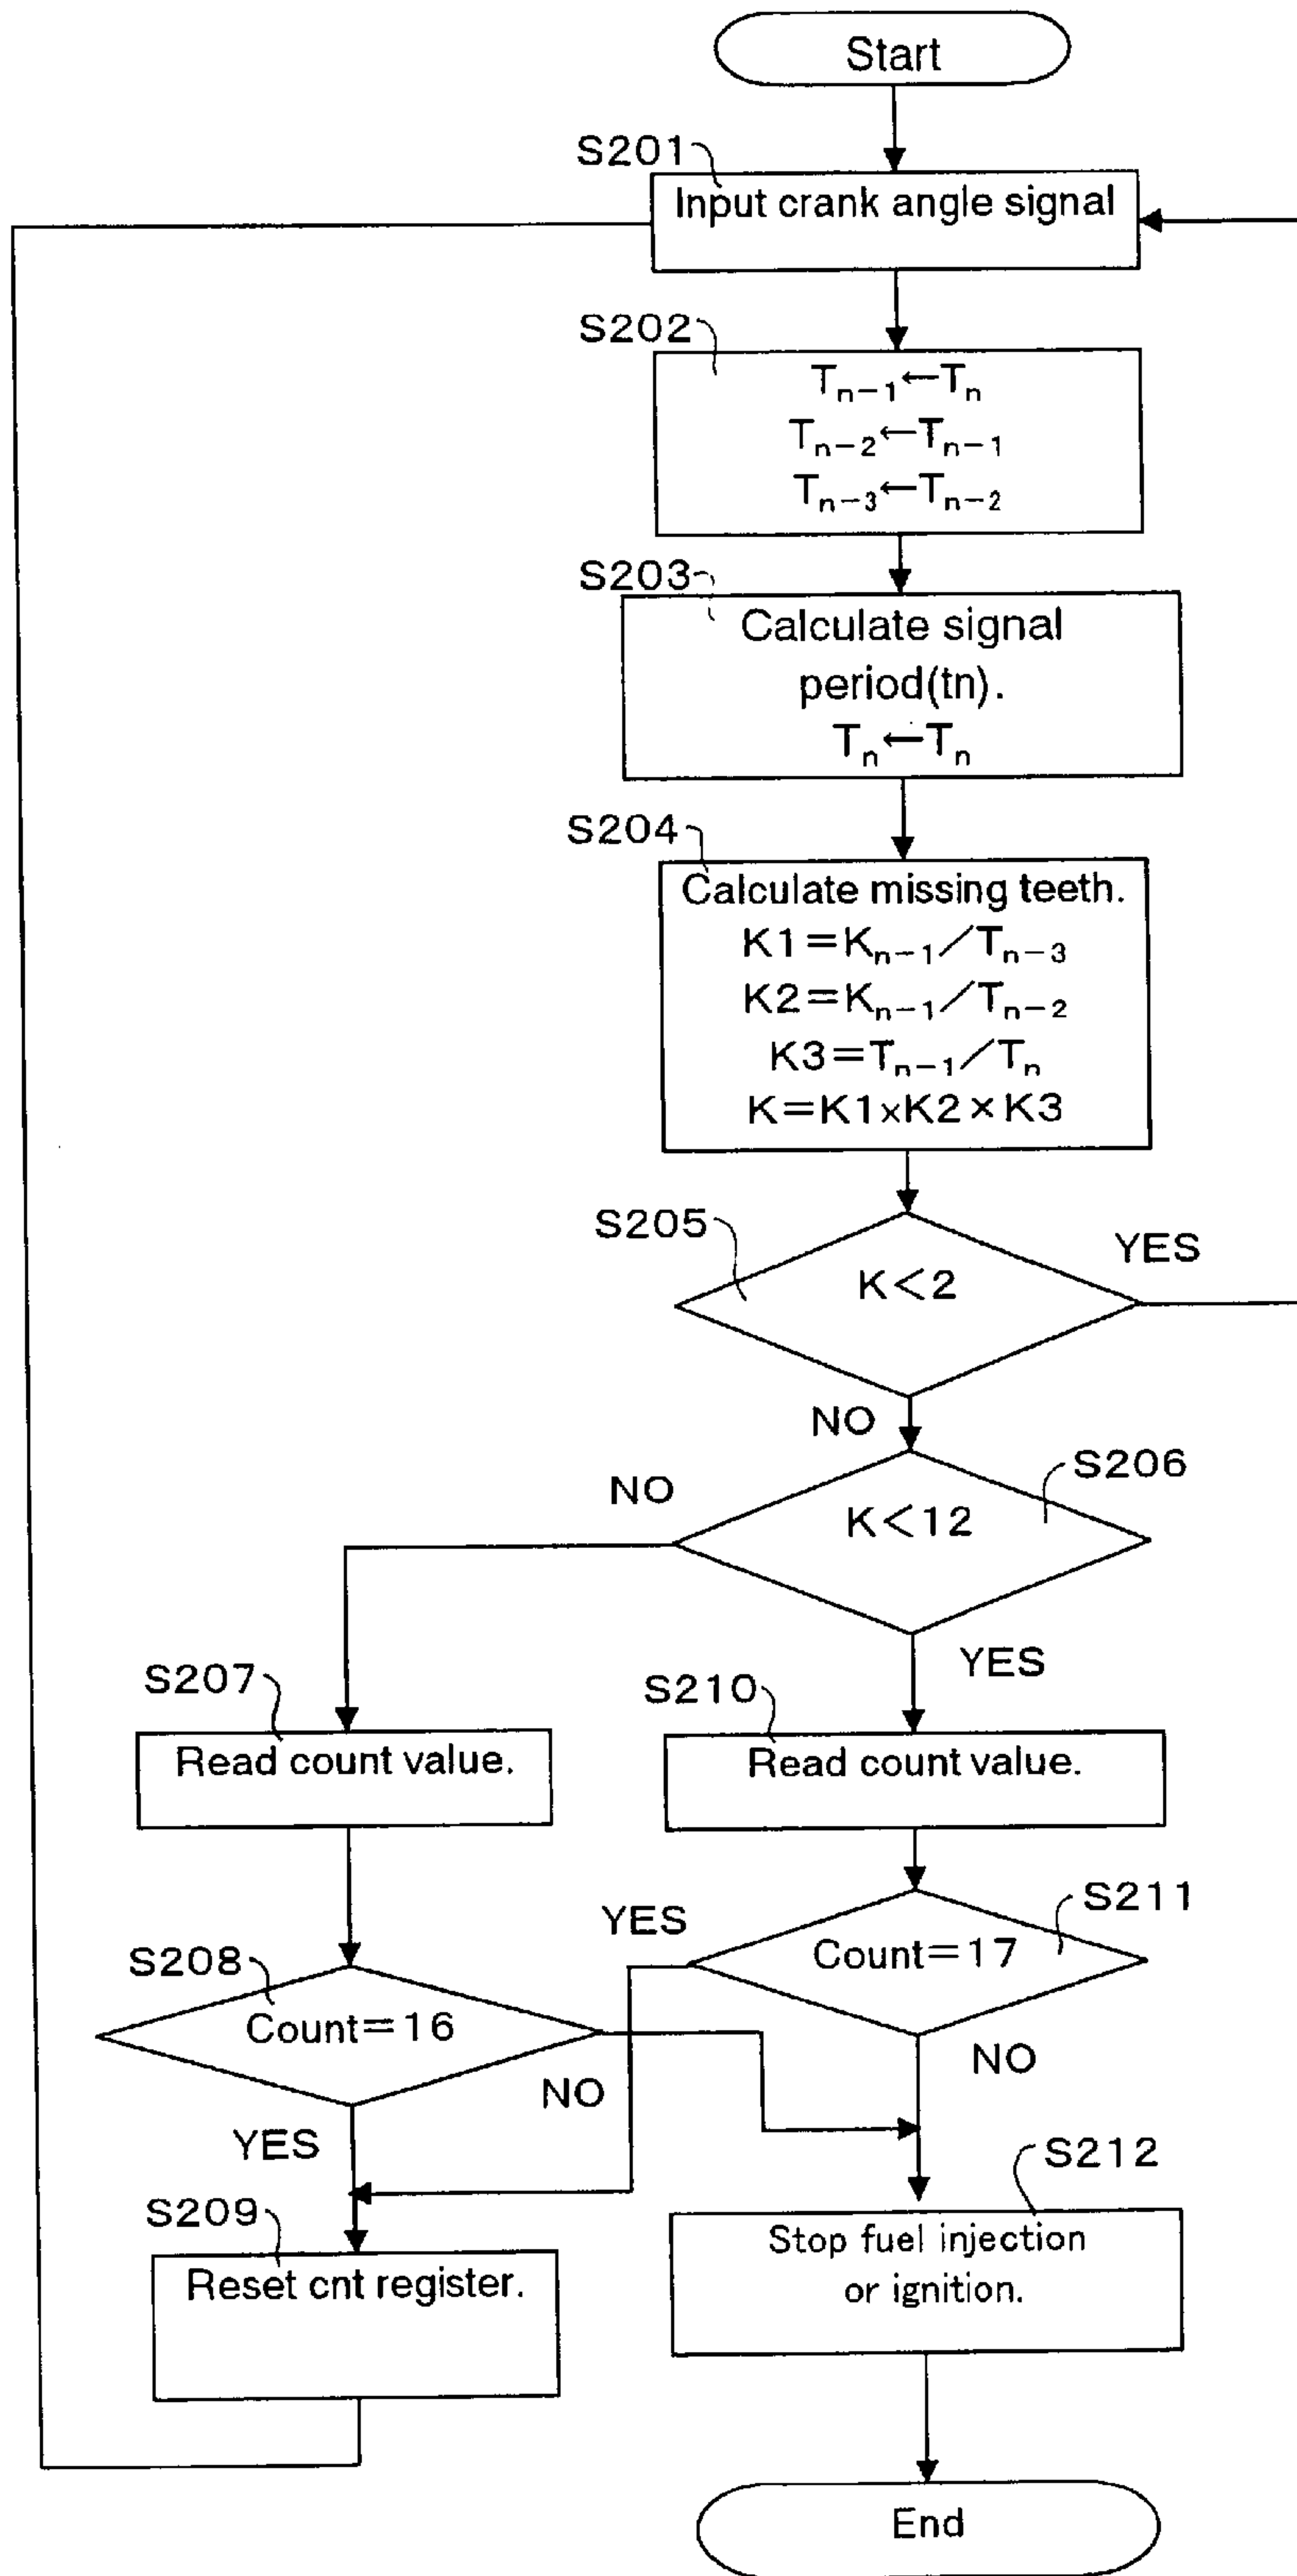 Start
S201
Input crank angle signal
S202
Tn-1←Tn
Tn-2←Tn-1
Tn-3←Tn-2
S203
Calculate signal
period(tn).
Tn←Tn
S204
Calculate missing teeth.
K1=Kn-1/Tn-3
K2=Kn-1/Tn-2
K3=Tn-1/Tn
K=K1×K2×K3
S205
K<2
YES
NO
S206
K<12
NO
YES
S207
Read count value.
S210
Read count value.
S208
Count=16
NO
YES
S211
Count=17
YES
NO
S209
Reset cnt register.
S212
Stop fuel injection
or ignition.
End